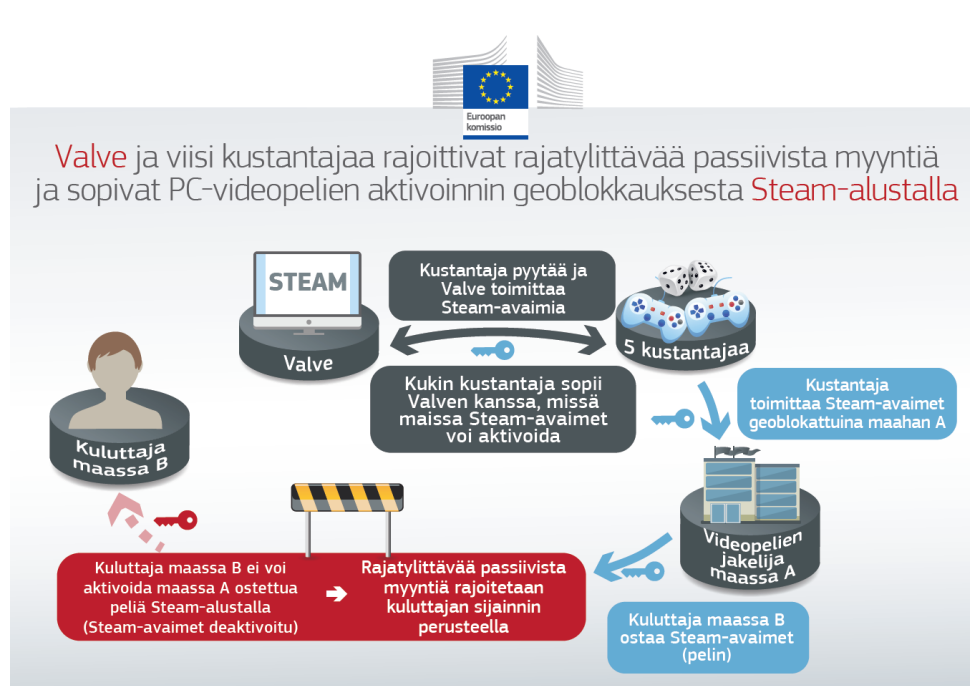 Euroopan
komissio
Valve ja viisi kustantajaa rajoittivat rajatylittävää passiivista myyntiä
ja sopivat PC-videopelien aktivoinnin geoblokkauksesta Steam-alustalla
STEAM
Valve
Kustantaja pyytää ja
Valve toimittaa
Steam-avaimia
5 kustantajaa
Kukin kustantaja sopii
Valven kanssa, missä
maissa Steam-avaimet
voi aktivoida
Kustantaja
toimittaa Steam-avaimet
geoblokattuina maahan A
Kuluttaja
maassa B
Videopelien
jakelija
maassa A
Kuluttaja maassa B ei voi
aktivoida maassa A ostettua
peliä Steam-alustalla
(Steam-avaimet deaktivoitu)
Rajatylittävää passiivista
myyntiä rajoitetaan
kuluttajan sijainnin
perusteella
Kuluttaja maassa B
ostaa Steam-avaimet
(pelin)